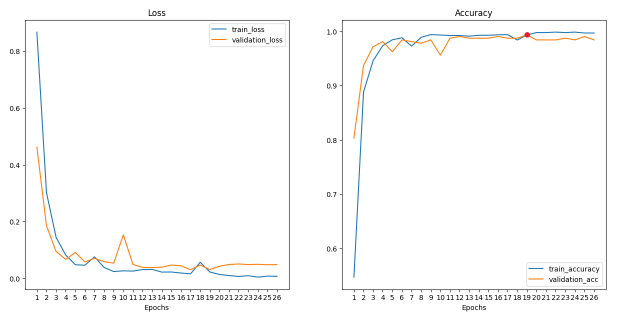 Loss
train_loss
validation_loss
0.8
0.6
0.4
0.2
0.0
1 2 3 4 5 6 7 8 9 10 11 12 13 14 15 16 17 18 19 20 21 22 23 24 25 26
Epochs
Accuracy
1.0
0.9
0.8
0.7
0.6
train_accuracy
validation_acc
1 2 3 4 5 6 7 8 9 10 11 12 13 14 15 16 17 18 19 20 21 22 23 24 25 26
Epochs